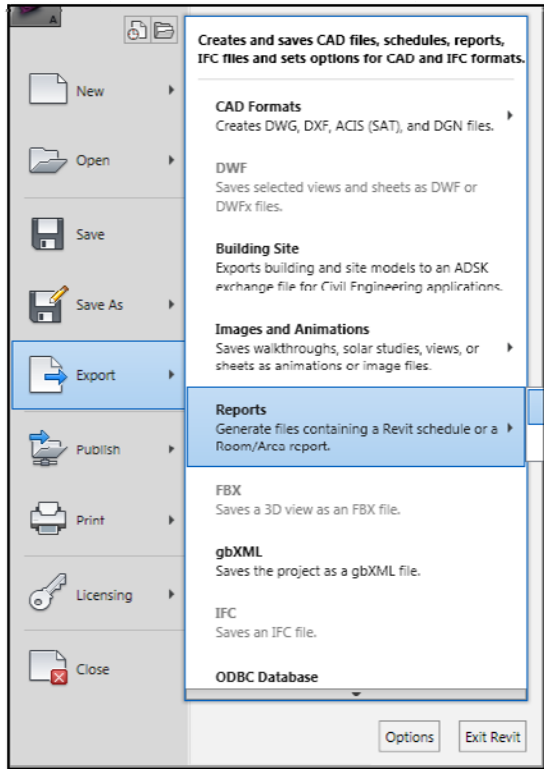 A
New
Open
Save
Save As
Export
Publish
Print
Licensing
Close
Creates and saves CAD files, schedules, reports,
IFC files and sets options for CAD and IFC formats.
CAD Formats
Creates DWG, DXF, ACIS (SAT), and DGN files.
DWF
Saves selected views and sheets as DWF or
DWFx files.
Building Site
Exports building and site models to an ADSK
exchange file for Civil Engineering applications.
Images and Animations
Saves walkthroughs, solar studies, views, or
sheets as animations or image files.
Reports
Generate files containing a Revit schedule or a
Room/Area report.
FBX
Saves a 3D view as an FBX file.
gbXML
Saves the project as a gbXML file.
IFC
Saves an IFC file.
ODBC Database
Options
Exit Revit